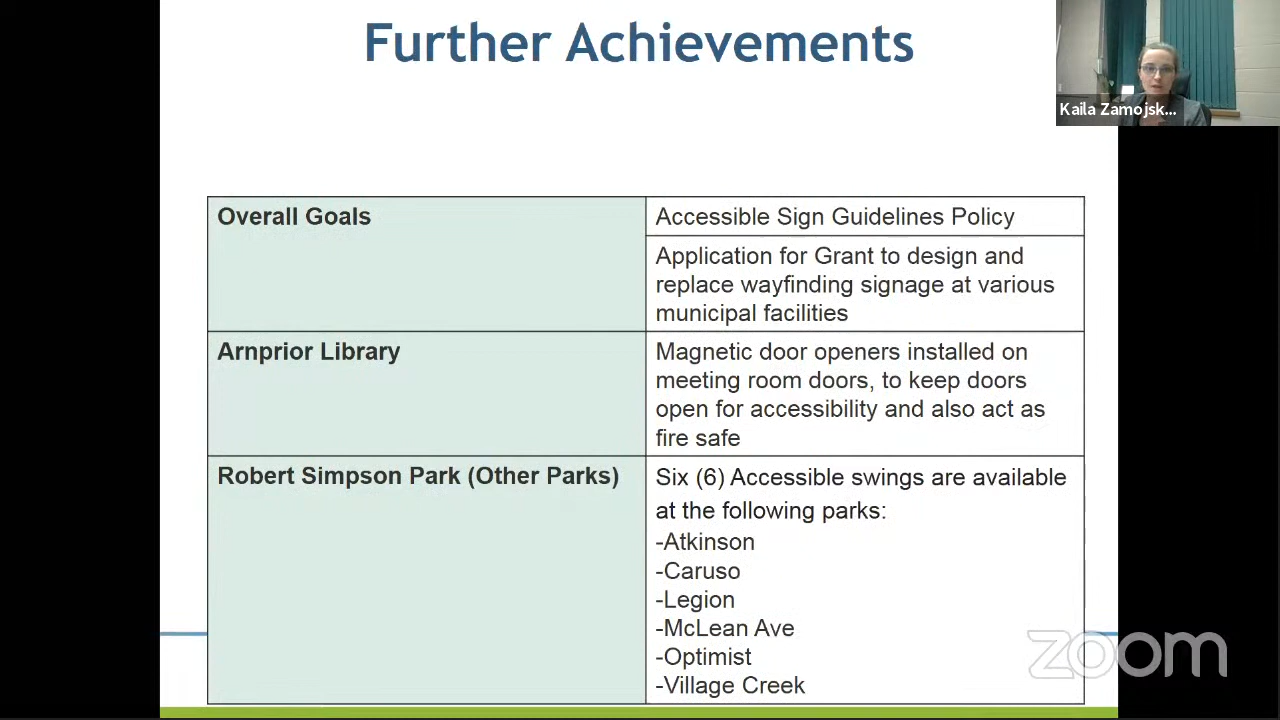 Further Achievements
Kaila Zamojsk...
Overall Goals
Accessible Sign Guidelines Policy
Application for Grant to design and
replace wayfinding signage at various
municipal facilities
Arnprior Library
Magnetic door openers installed on
meeting room doors, to keep doors
open for accessibility and also act as
fire safe
Robert Simpson Park (Other Parks)
Six (6) Accessible swings are available
at the following parks:
-Atkinson
-Caruso
-Legion
-McLean Ave
-Optimist
-Village Creek
zoom